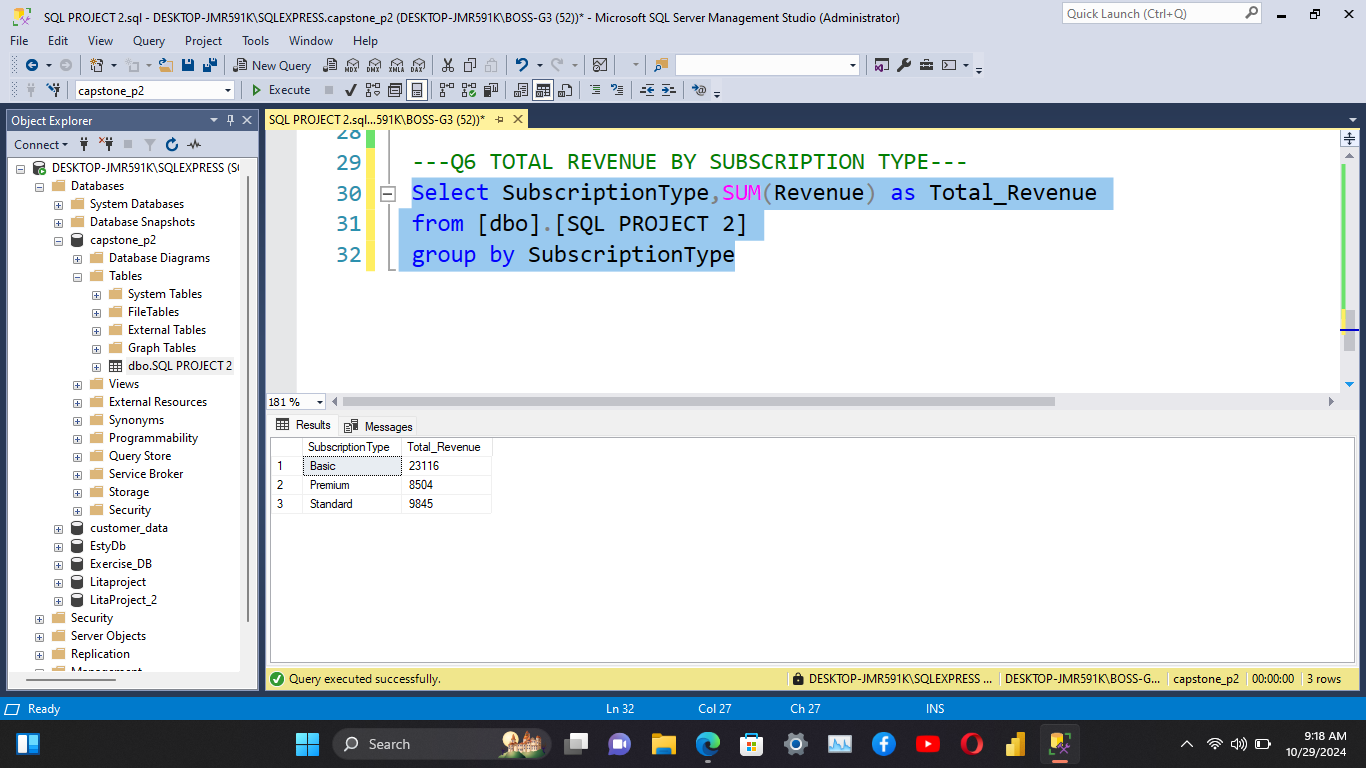 SQL PROJECT 2.sql - DESKTOP-JMR591K\SQLEXPRESS.capstone_p2 (DESKTOP-JMR591K\BOSS-G3 (52))* - Microsoft SQL Server Management Studio (Administrator)
Quick Launch (Ctrl+Q)
File Edit View Query Project Tools Window Help
New Query MDX DMX XMLA DAX
capstone_p2 Execute
Object Explorer
Connect
DESKTOP-JMR591K\SQLEXPRESS (S
Databases
System Databases
Database Snapshots
capstone_p2
Database Diagrams
Tables
System Tables
FileTables
External Tables
Graph Tables
dbo.SQL PROJECT 2
Views
External Resources
Synonyms
Programmability
Query Store
Service Broker
Storage
Security
customer_data
EstyDb
Exercise_DB
Litaproject
LitaProject_2
Security
Server Objects
Replication
Management
SQL PROJECT 2.sql...591K\BOSS-G3 (52))*
28
29 ---Q6 TOTAL REVENUE BY SUBSCRIPTION TYPE---
30 Select SubscriptionType,SUM(Revenue) as Total_Revenue
31 from [dbo].[SQL PROJECT 2]
32 group by SubscriptionType
181 %
Results Messages
SubscriptionType Total_Revenue
1 Basic 23116
2 Premium 8504
3 Standard 9845
Query executed successfully.
DESKTOP-JMR591K\SQLEXPRESS ... DESKTOP-JMR591K\BOSS-G... capstone_p2 00:00:00 3 rows
Ready Ln 32 Col 27 Ch 27 INS
Search
9:18 AM
10/29/2024